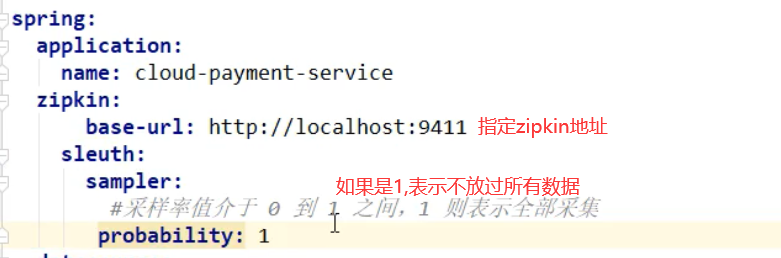 spring:
application:
name: cloud-payment-service
zipkin:
base-url: http://localhost:9411 指定zipkin地址
sleuth:
sampler:
如果是1,表示不放过所有数据
#采样率值介于 0 到 1 之间，1 则表示全部采集
probability: 1